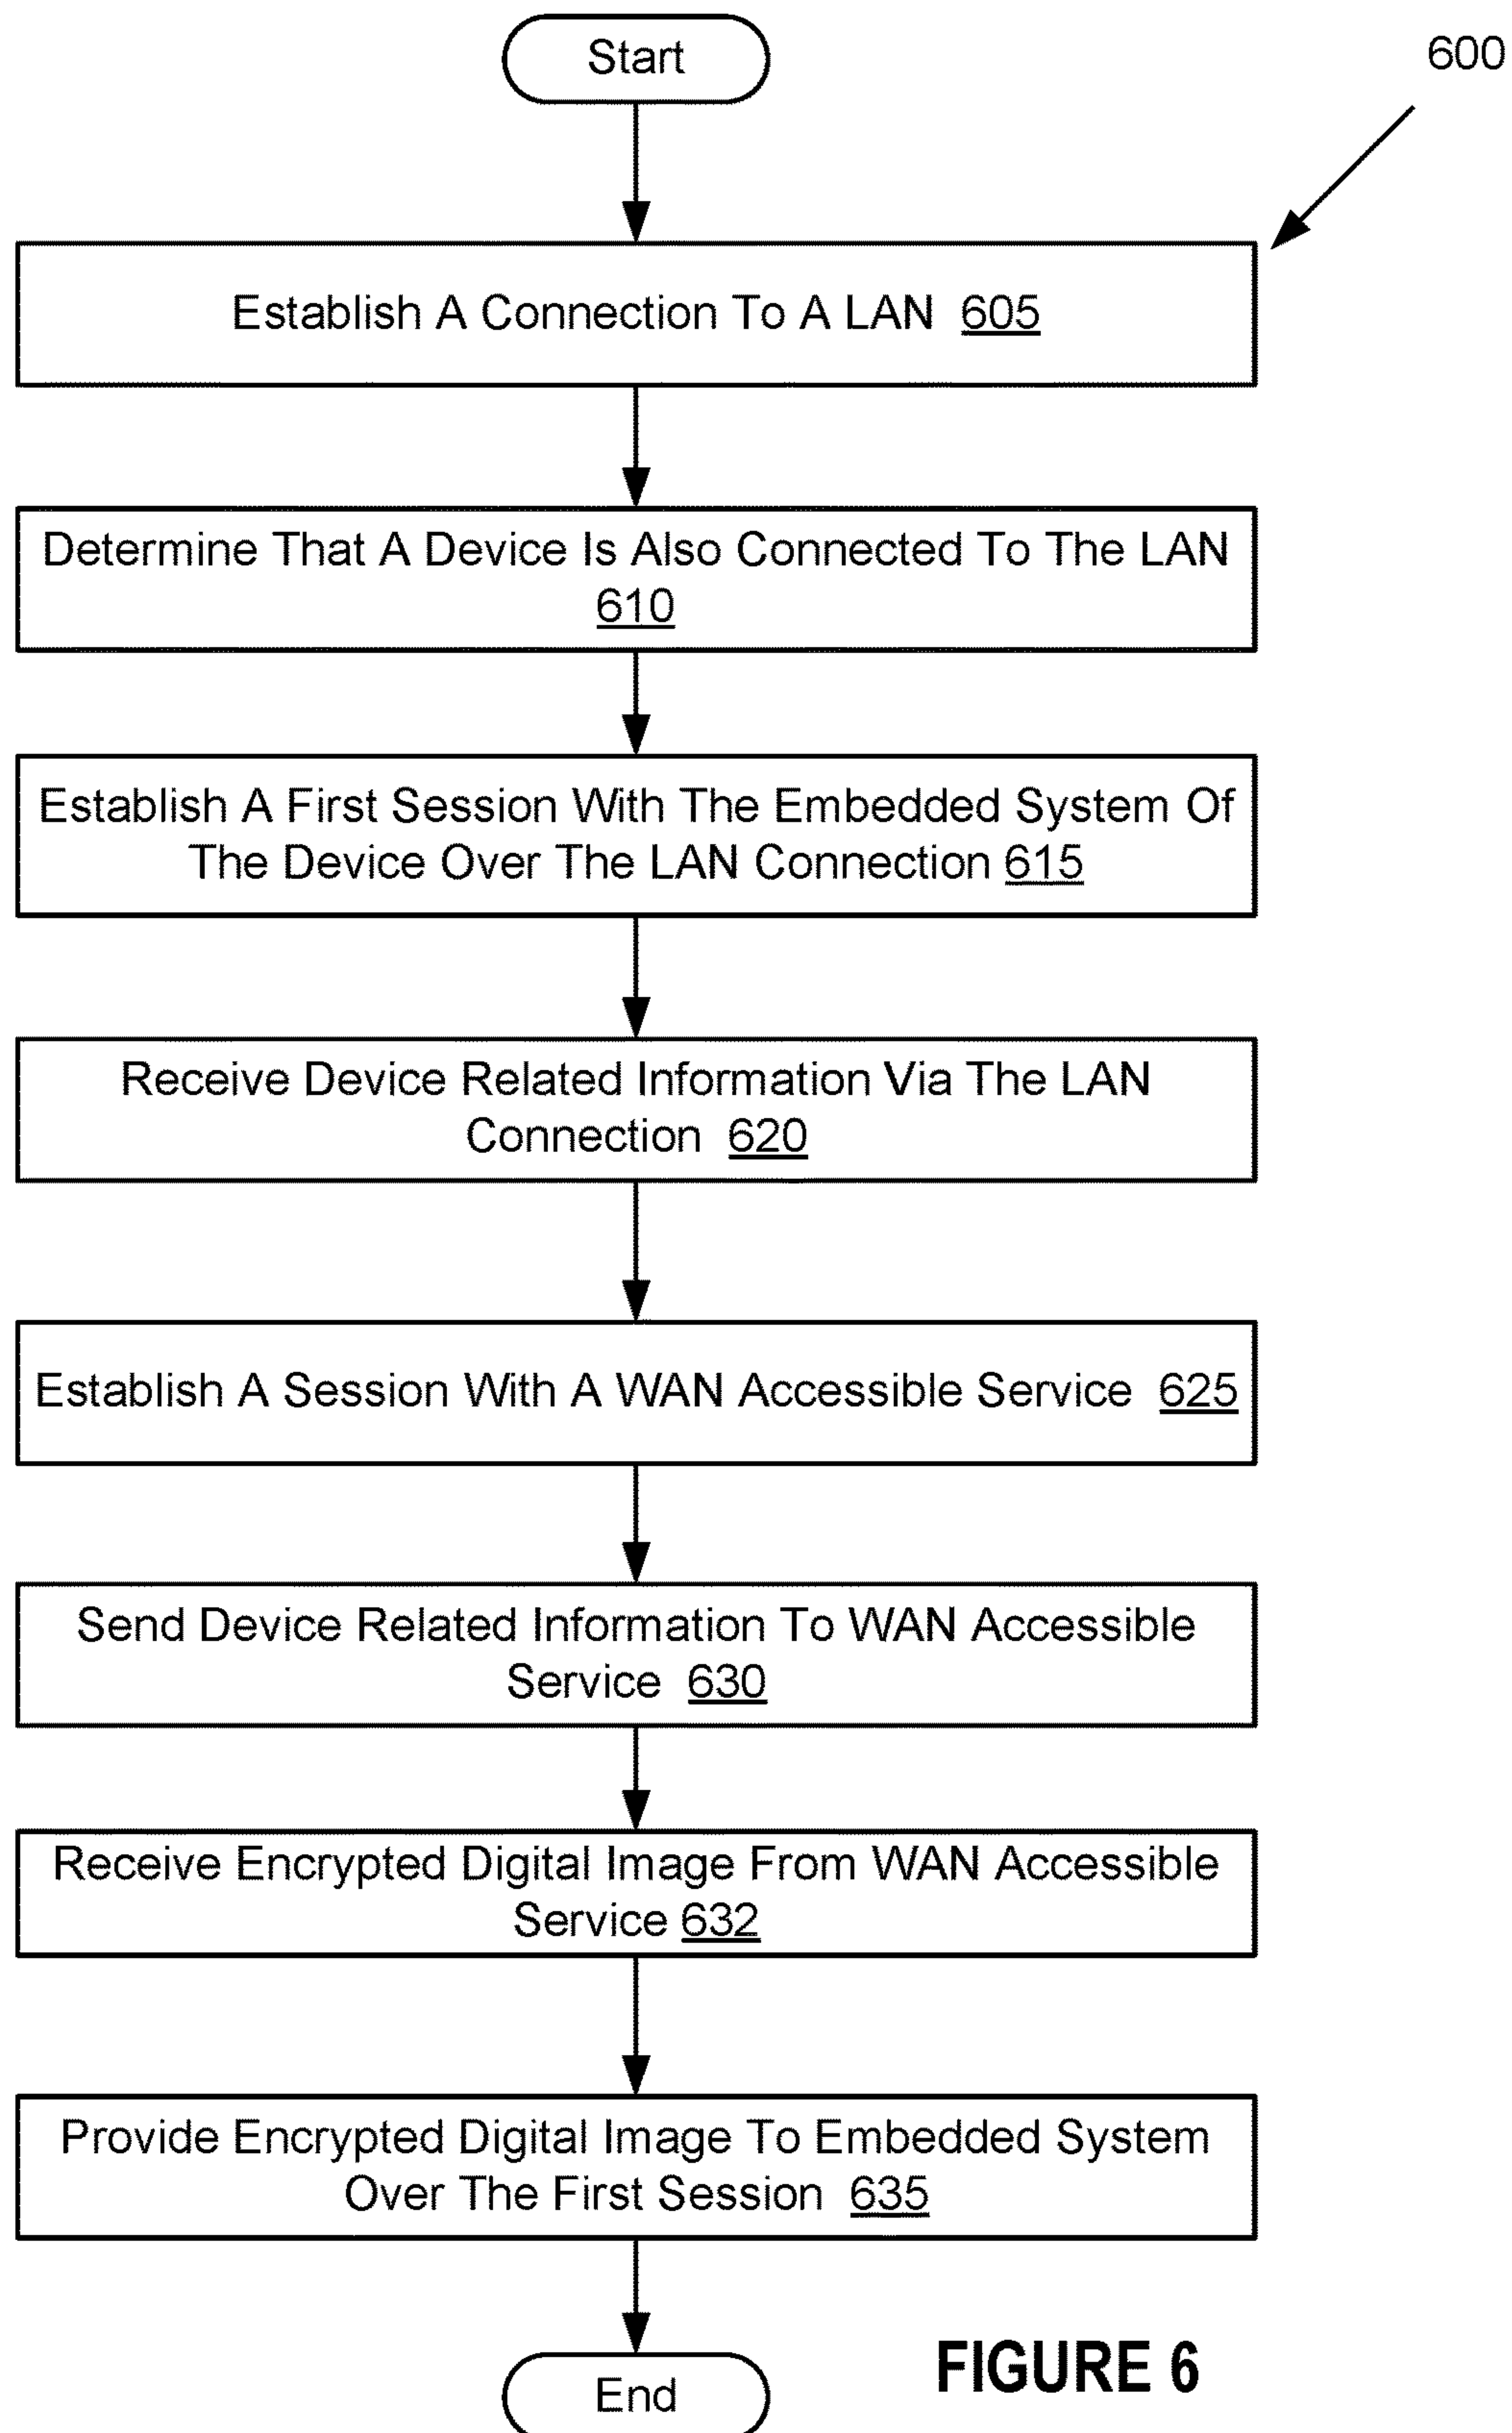 Start
600
Establish A Connection To A LAN 605
Determine That A Device Is Also Connected To The LAN
610
Establish A First Session With The Embedded System Of
The Device Over The LAN Connection 615
Receive Device Related Information Via The LAN
Connection 620
Establish A Session With A WAN Accessible Service 625
Send Device Related Information To WAN Accessible
Service 630
Receive Encrypted Digital Image From WAN Accessible
Service 632
Provide Encrypted Digital Image To Embedded System
Over The First Session 635
End
FIGURE 6